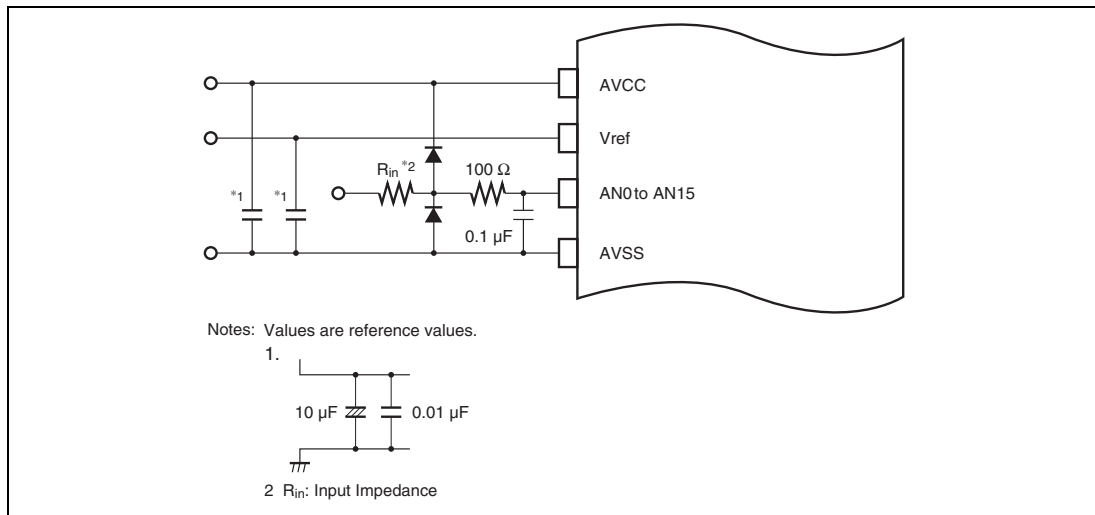 AVCC
Vref
Rin *2
100 Ω
*1
*1
AN0 to AN15
0.1 µF
AVSS
Notes: Values are reference values.
1.
10 µF
0.01 µF
2 Rin: Input Impedance